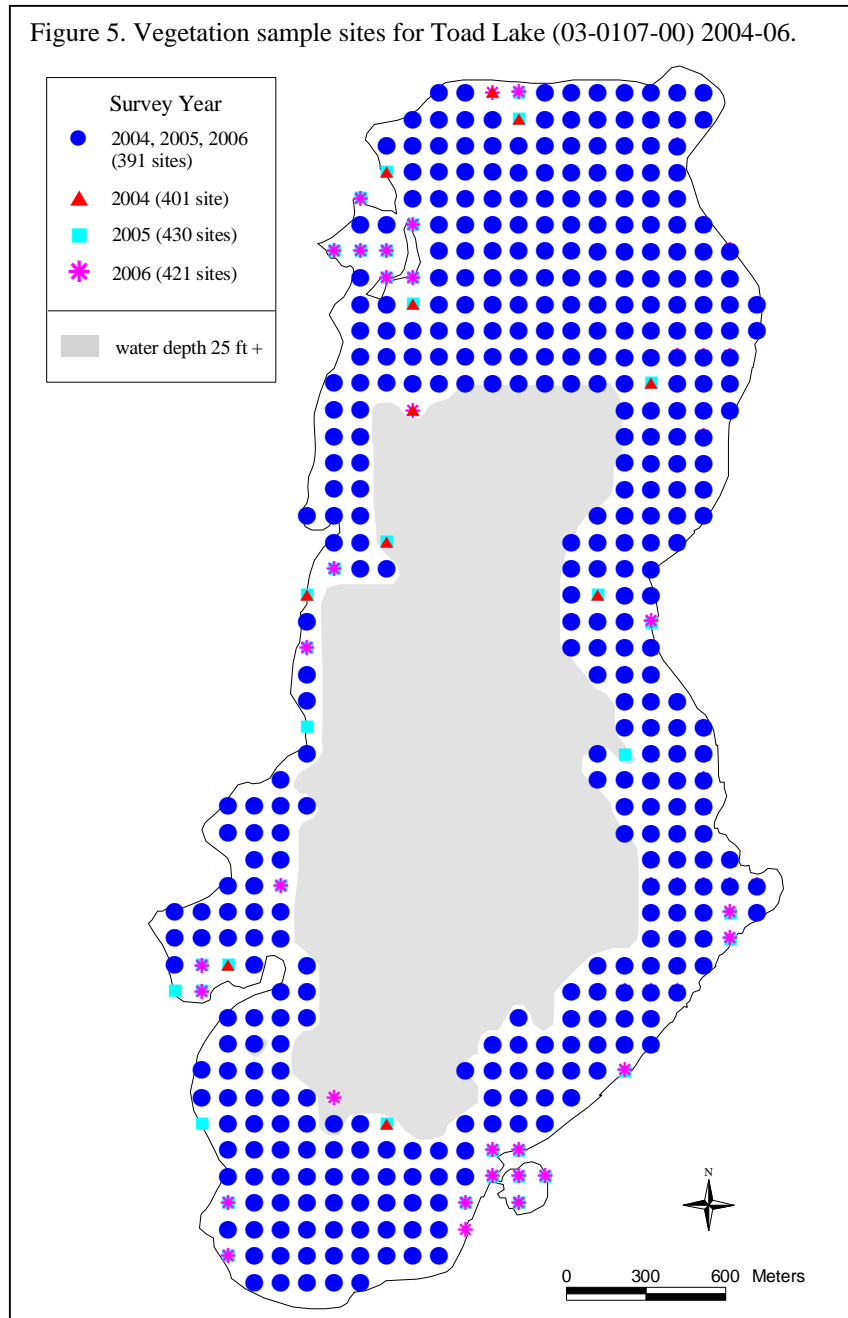 Figure 5. Vegetation sample sites for Toad Lake (03-0107-00) 2004-06.
Survey Year
2004, 2005, 2006
(391 sites)
2004 (401 site)
2005 (430 sites)
2006 (421 sites)
water depth 25 ft +
N
0 300 600 Meters